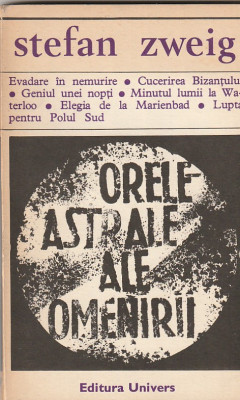 stefan zweig
Evadare în nemurire • Cucerirea Bizanțulu
• Geniul unei nopți • Minutul lumii la Wa-
terloo • Elegia de la Marienbad • Lupta
pentru Polul Sud
ORELE
ASTRALE
ALE
OMENIRII
Editura Univers